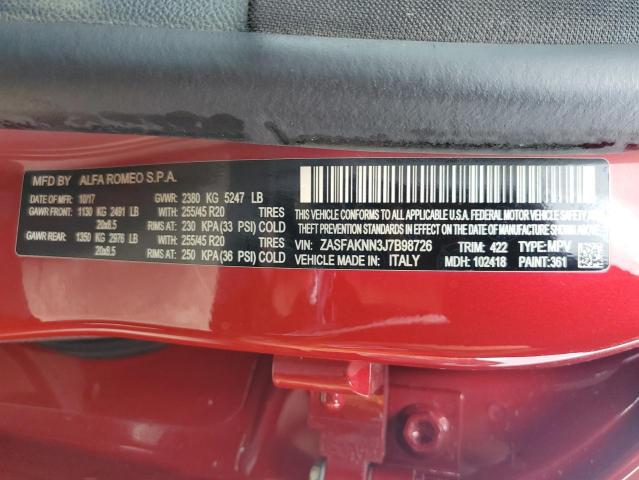 MFD BY ALFA ROMEO S.P.A.
DATE OF MFR: 10/17 GVWR: 2380 KG 5247 LB
GAWR FRONT: 1130 KG 2491 LB WITH 255/45 R20 TIRES
20x8.5 RIMS AT: 230 KPA (33 PSI) COLD
GAWR REAR: 1350 KG 2976 LB WITH 255/45 R20 TIRES
20x8.5 RIMS AT: 250 KPA (36 PSI) COLD
THIS VEHICLE CONFORMS TO ALL APPLICABLE U.S.A. FEDERAL MOTOR VEHICLE SAFETY AND
THEFT PREVENTION STANDARDS IN EFFECT ON THE DATE OF MANUFACTURE SHOWN ABOVE.
VIN: ZASFAKNN3J7B98726 TRIM: 422 TYPE: MPV
VEHICLE MADE IN: ITALY MDH: 102418 PAINT: 361